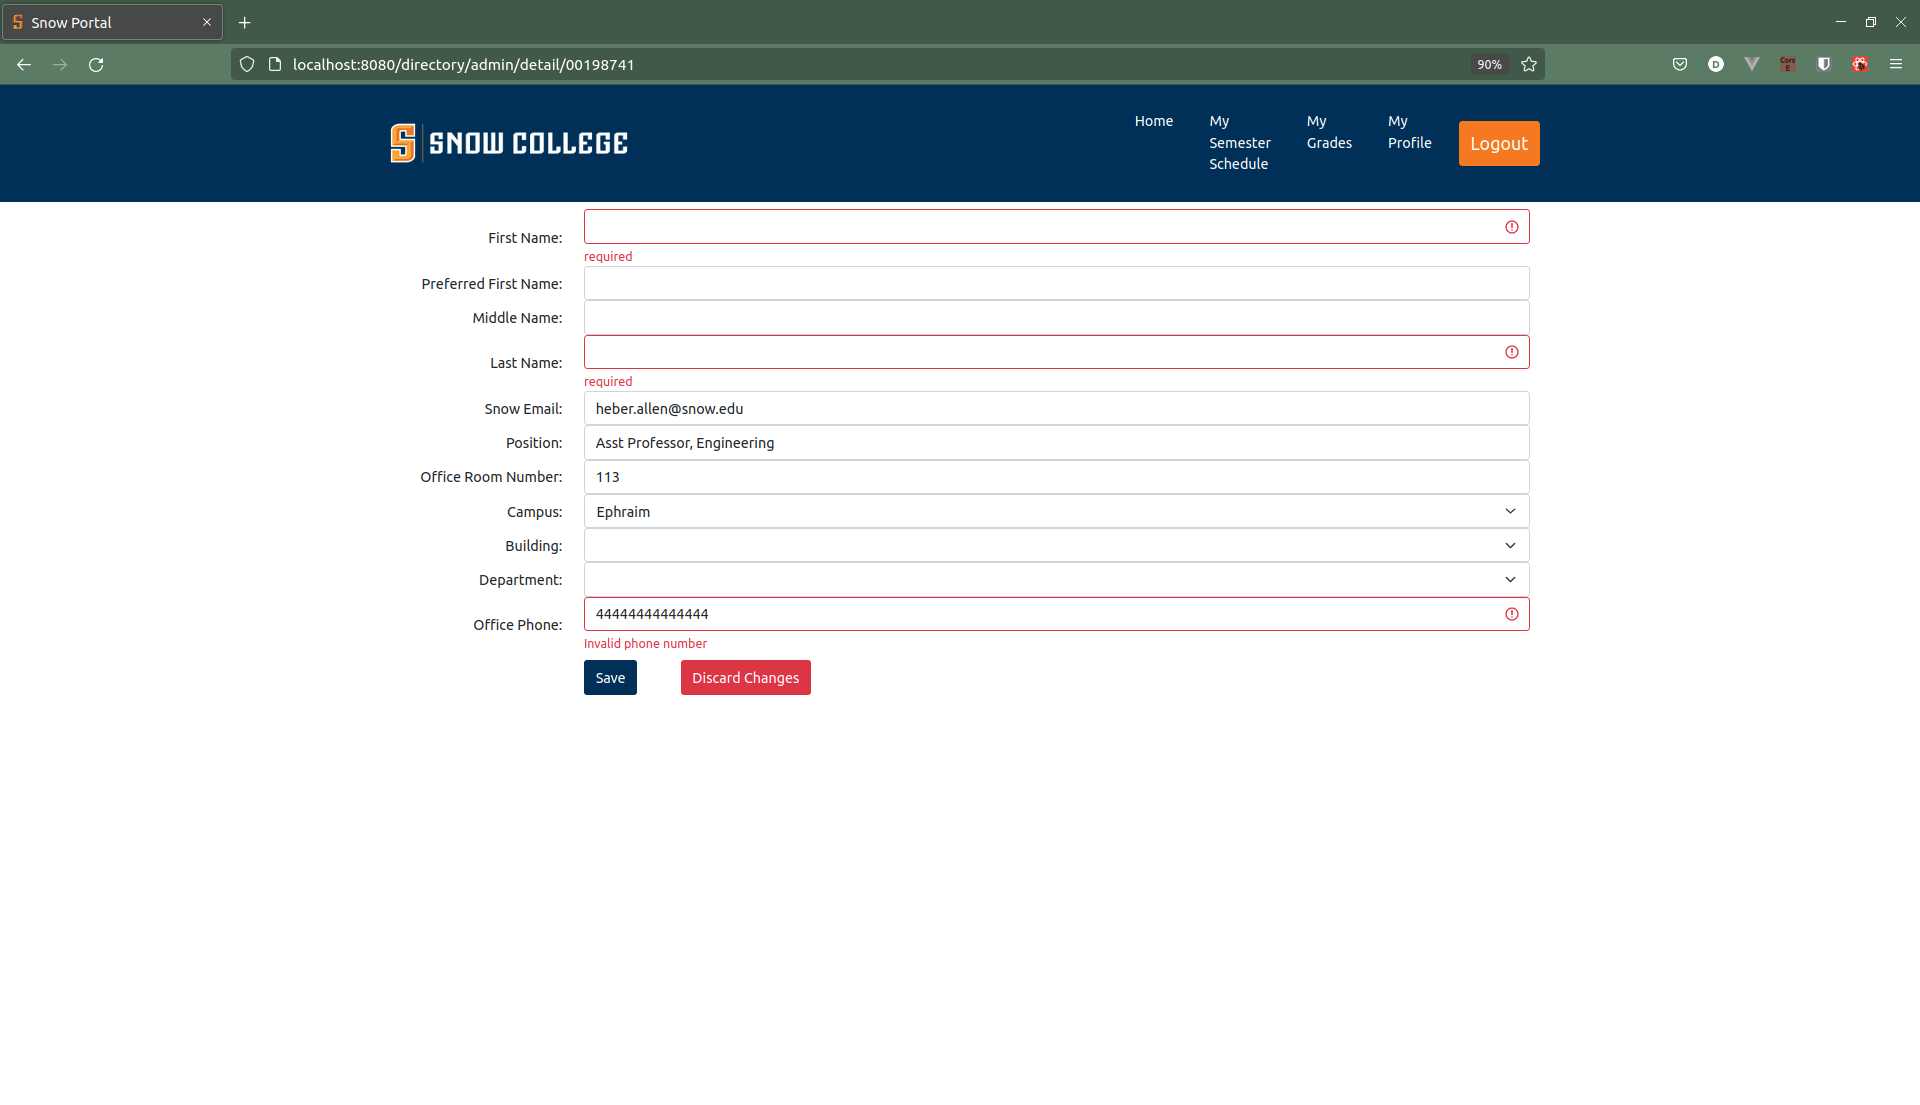 Snow Portal
localhost:8080/directory/admin/detail/00198741
90%
D
Cors
E
SNOW COLLEGE
Home
My
Semester
Schedule
My
Grades
My
Profile
Logout
First Name:
required
Preferred First Name:
Middle Name:
Last Name:
required
Snow Email:
heber.allen@snow.edu
Position:
Asst Professor, Engineering
Office Room Number:
113
Campus:
Ephraim
Building:
Department:
Office Phone:
44444444444444
Invalid phone number
Save
Discard Changes